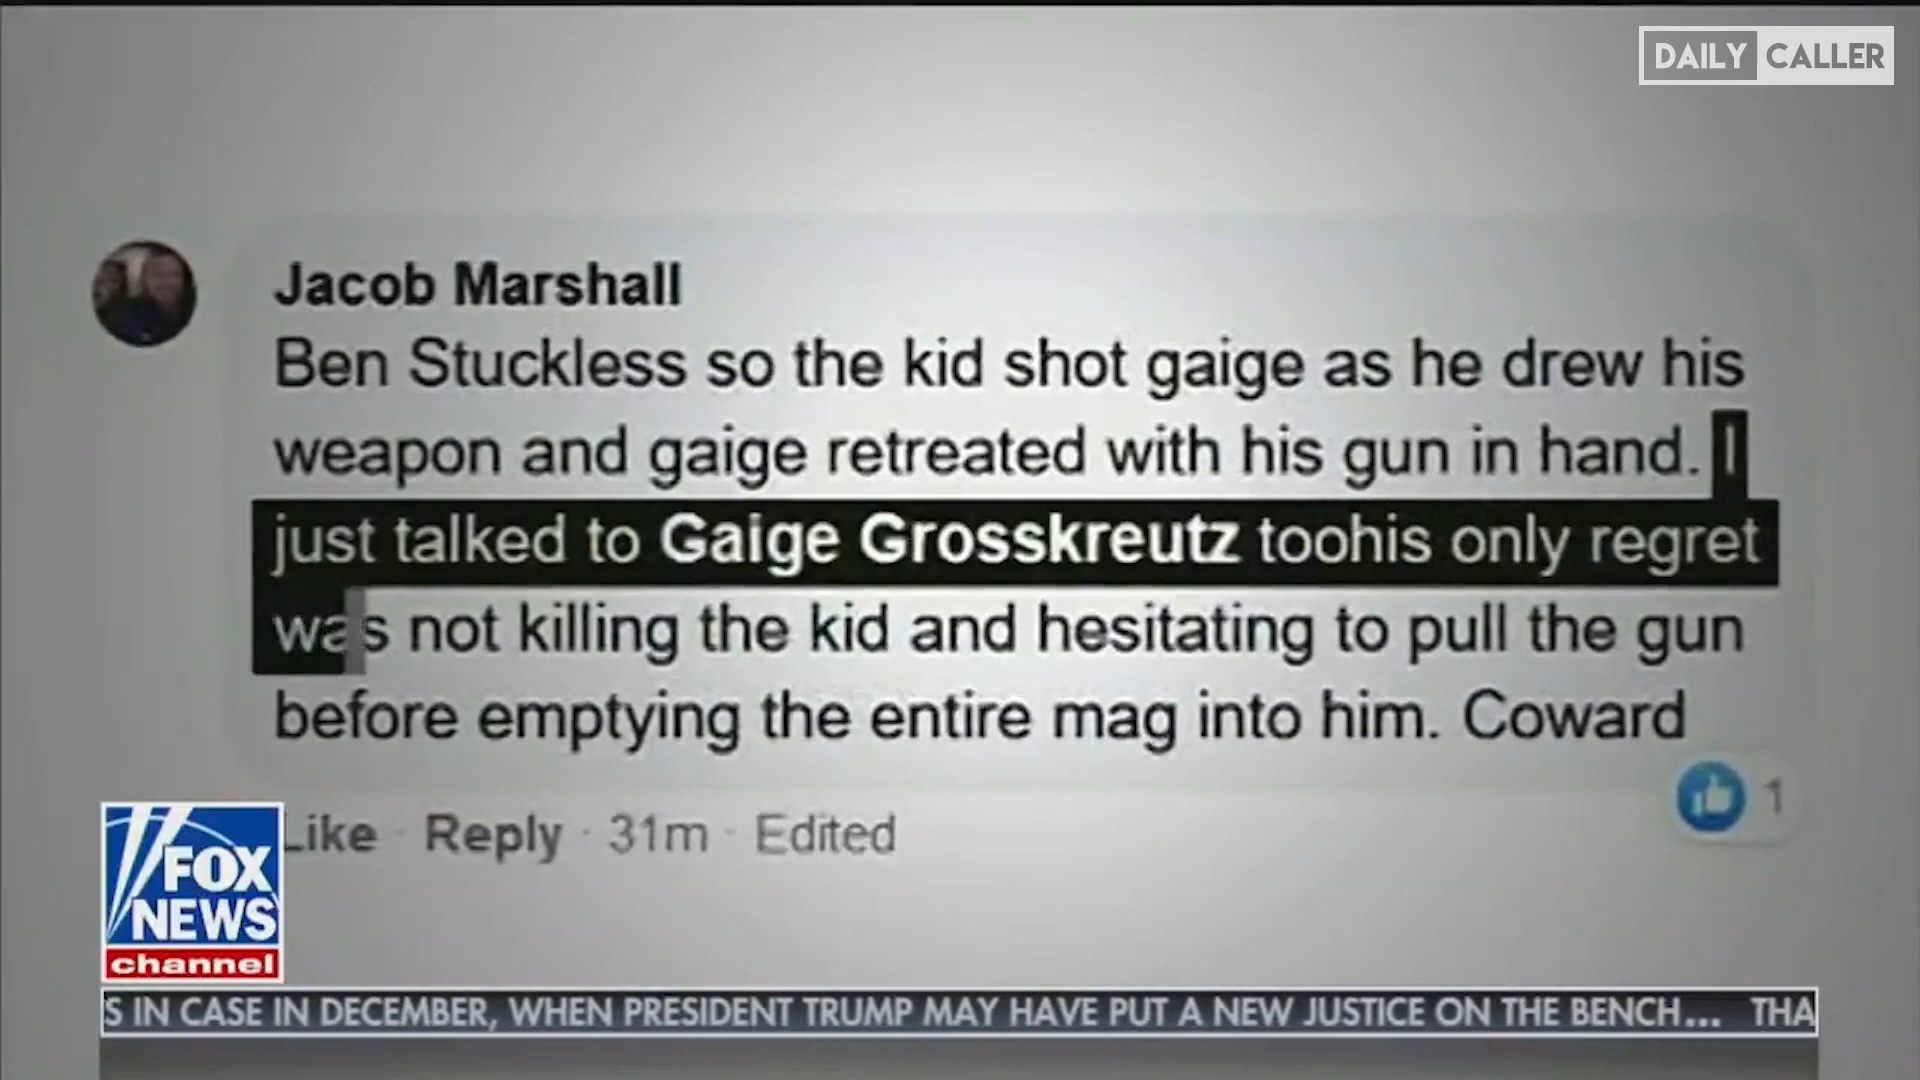 DAILY CALLER
Jacob Marshall
Ben Stuckless so the kid shot gaige as he drew his
weapon and gaige retreated with his gun in hand. I
just talked to Gaige Grosskreutz toohis only regret
was not killing the kid and hesitating to pull the gun
before emptying the entire mag into him. Coward
1
Like · Reply · 31m · Edited
FOX
NEWS
channel
S IN CASE IN DECEMBER, WHEN PRESIDENT TRUMP MAY HAVE PUT A NEW JUSTICE ON THE BENCH... THA